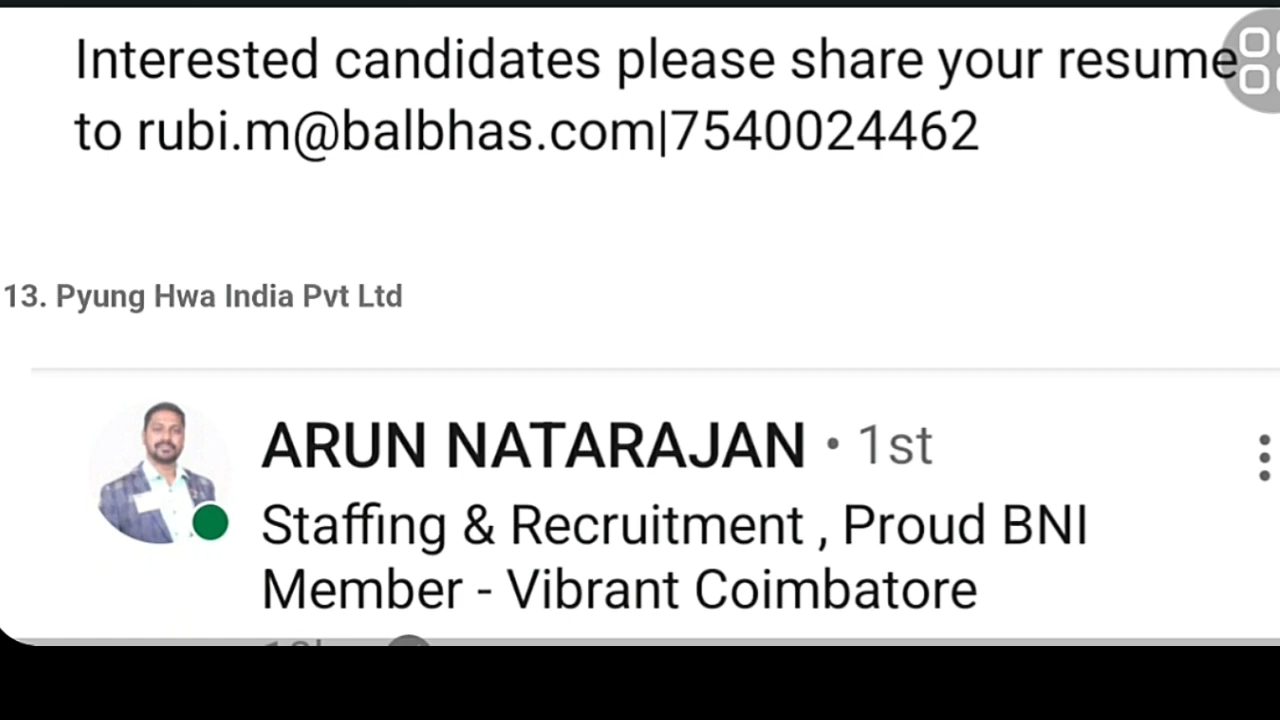 Interested candidates please share your resume
to rubi.m@balbhas.com|7540024462
13. Pyung Hwa India Pvt Ltd
ARUN NATARAJAN • 1st
Staffing & Recruitment , Proud BNI
Member - Vibrant Coimbatore